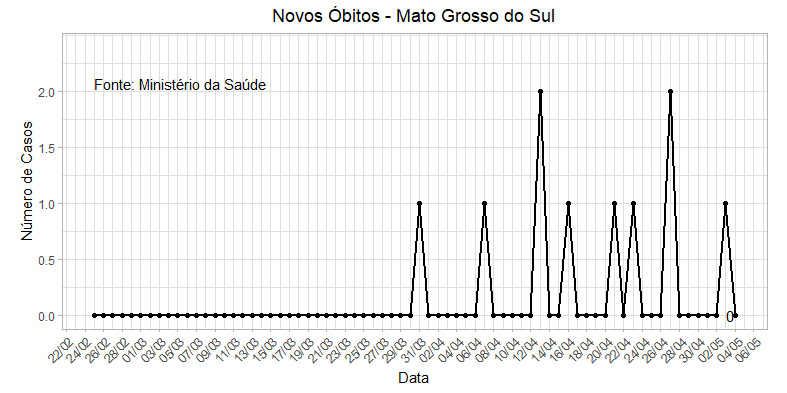 Novos Óbitos - Mato Grosso do Sul
Fonte: Ministério da Saúde
Número de Casos
2.0
1.5
1.0
0.5
0.0
0
22/02 24/02 26/02 28/02 01/03 03/03 05/03 07/03 09/03 11/03 13/03 15/03 17/03 19/03 21/03 23/03 25/03 27/03 29/03 31/03 02/04 04/04 06/04 08/04 10/04 12/04 14/04 16/04 18/04 20/04 22/04 24/04 26/04 28/04 30/04 02/05 04/05 06/05
Data